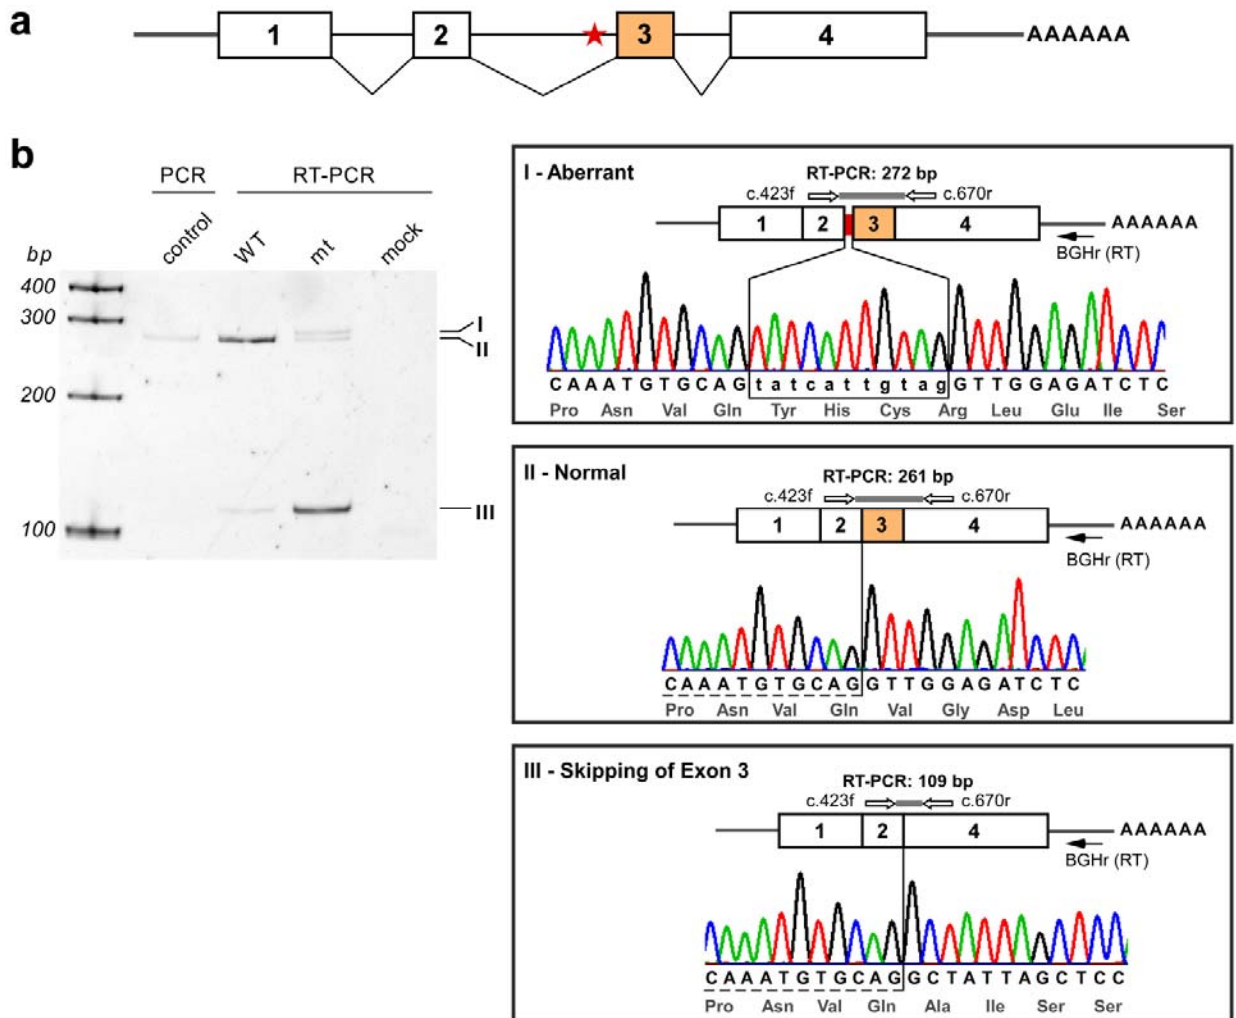 a
1 2 3 4 AAAAAA
b
PCR RT-PCR
bp control WT mt mock
400
300
200
100
I
II
III
I - Aberrant
RT-PCR: 272 bp
c.423f c.670r
1 2 3 4 AAAAAA
BGHr (RT)
CAAATGTGCAGtatcattgtagGTTGGAGATCTC
Pro Asn Val Gln Tyr His Cys Arg Leu Glu Ile Ser
II - Normal
RT-PCR: 261 bp
c.423f c.670r
1 2 3 4 AAAAAA
BGHr (RT)
CAAATGTGCAGGTTGGAGATCTC
Pro Asn Val Gln Val Gly Asp Leu
III - Skipping of Exon 3
RT-PCR: 109 bp
c.423f c.670r
1 2 4 AAAAAA
BGHr (RT)
CAAATGTGCAGGCTATTAGCTCC
Pro Asn Val Gln Ala Ile Ser Ser